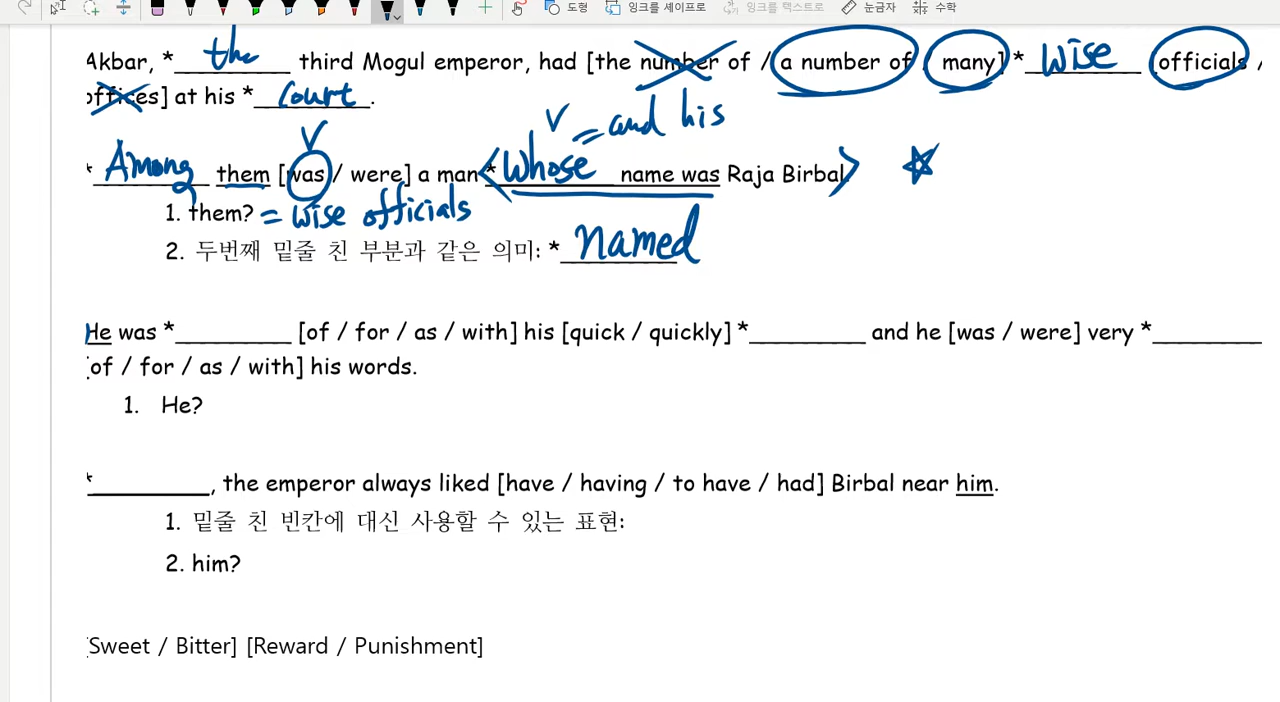 도형 잉크를 셰이프로 잉크를 텍스트로 눈금자 수학
Akbar, * the third Mogul emperor, had [the number of / a number of / many] * wise [officials /
offices] at his * court.
V = and his
V
* Among them [was / were] a man * <whose name was Raja Birbal>
1. them? = wise officials
2. 두번째 밑줄 친 부분과 같은 의미: * named
He was *__________ [of / for / as / with] his [quick / quickly] *__________ and he [was / were] very *__________
[of / for / as / with] his words.
1. He?
*__________, the emperor always liked [have / having / to have / had] Birbal near him.
1. 밑줄 친 빈칸에 대신 사용할 수 있는 표현:
2. him?
[Sweet / Bitter] [Reward / Punishment]